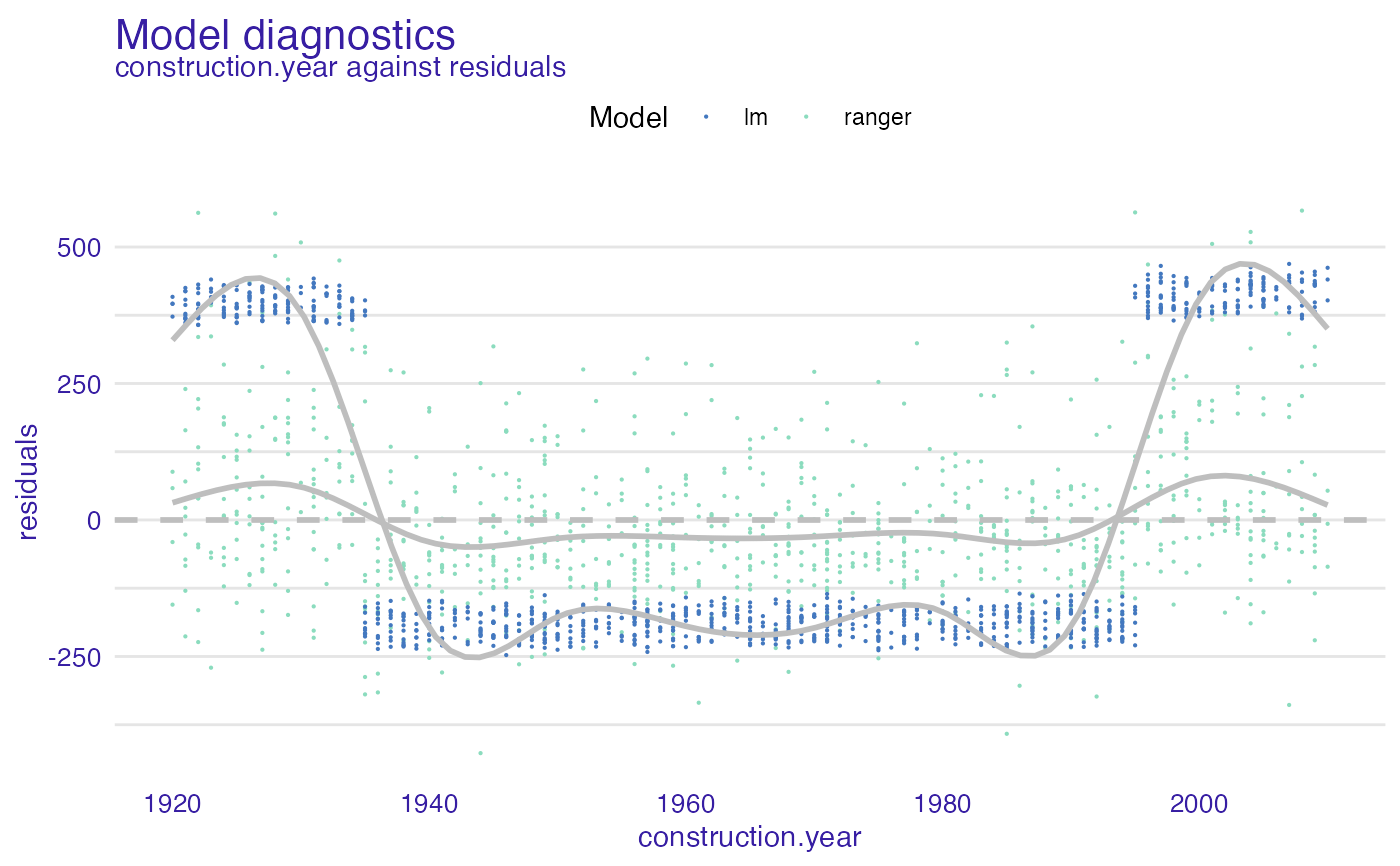 Model diagnostics
construction.year against residuals
Model lm ranger
500
250
0
-250
residuals
1920 1940 1960 1980 2000
construction.year